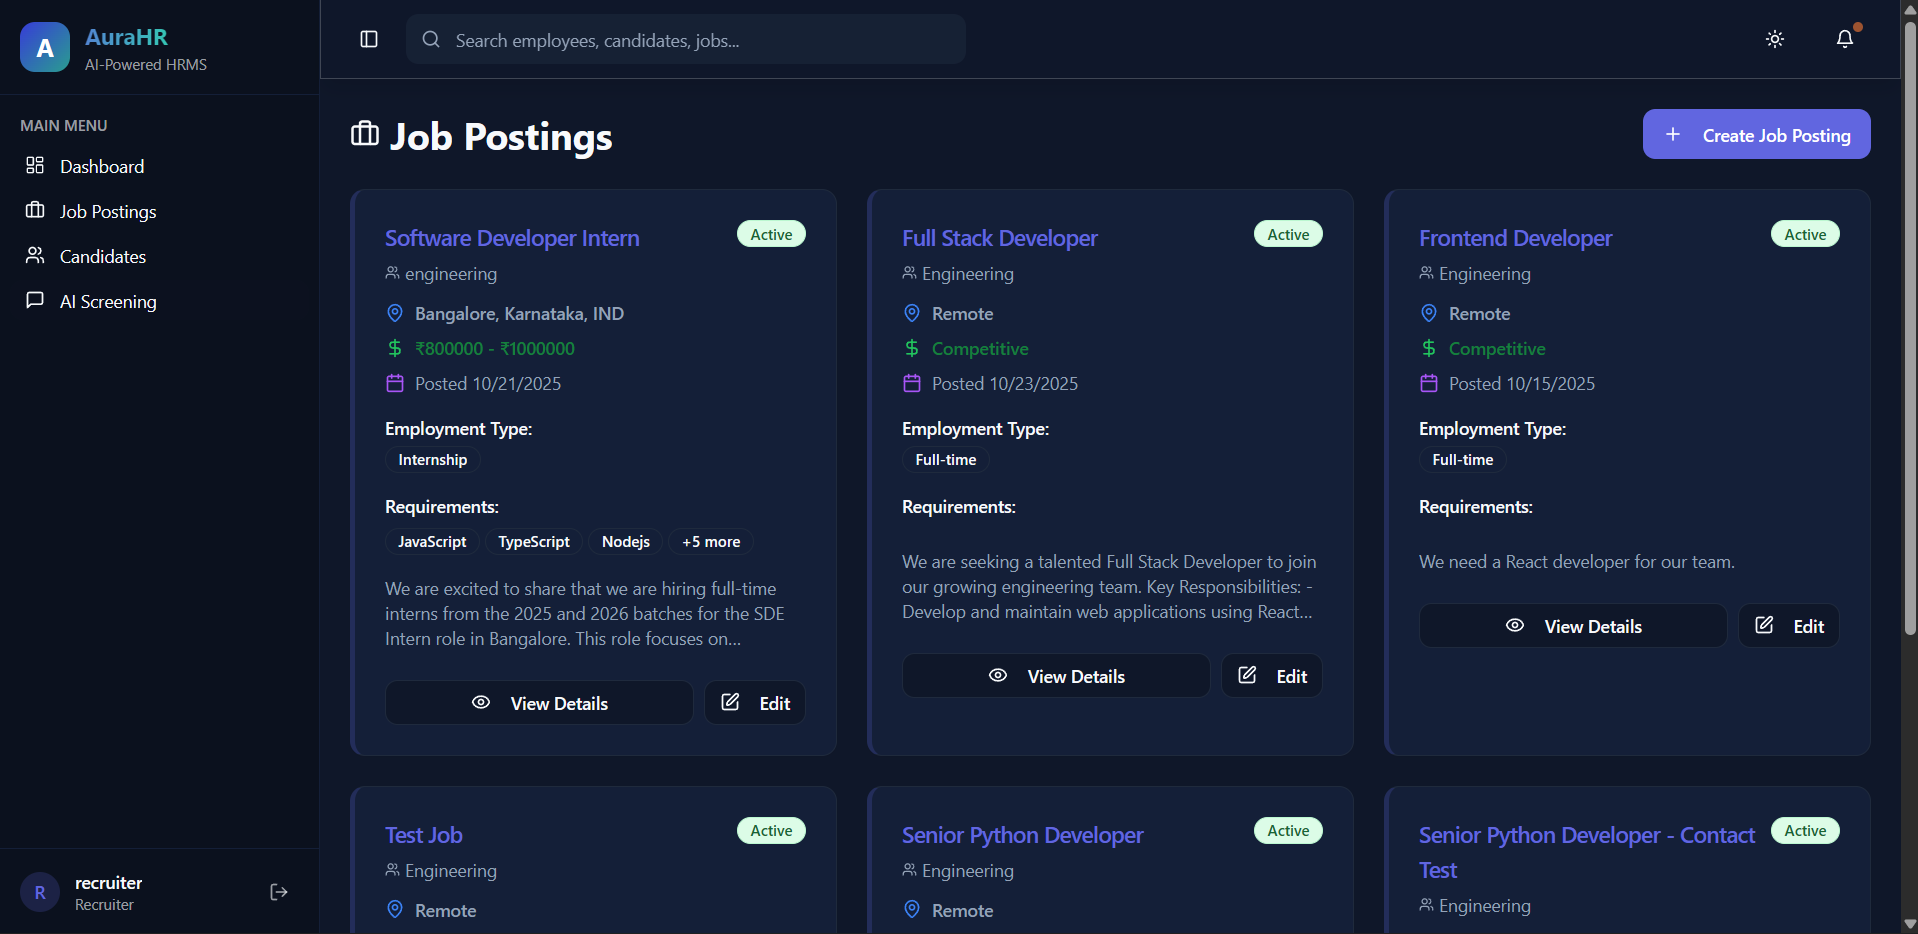 A
AuraHR
AI-Powered HRMS
MAIN MENU
Dashboard
Job Postings
Candidates
AI Screening
R
recruiter
Recruiter
Search employees, candidates, jobs...
Job Postings
+ Create Job Posting
Software Developer Intern
Active
engineering
Bangalore, Karnataka, IND
$ ₹800000 - ₹1000000
Posted 10/21/2025
Employment Type:
Internship
Requirements:
JavaScript TypeScript Nodejs +5 more
We are excited to share that we are hiring full-time
interns from the 2025 and 2026 batches for the SDE
Intern role in Bangalore. This role focuses on...
View Details Edit
Full Stack Developer
Active
Engineering
Remote
$ Competitive
Posted 10/23/2025
Employment Type:
Full-time
Requirements:
We are seeking a talented Full Stack Developer to join
our growing engineering team. Key Responsibilities: -
Develop and maintain web applications using React...
View Details Edit
Frontend Developer
Active
Engineering
Remote
$ Competitive
Posted 10/15/2025
Employment Type:
Full-time
Requirements:
We need a React developer for our team.
View Details Edit
Test Job
Active
Engineering
Remote
Senior Python Developer
Active
Engineering
Remote
Senior Python Developer - Contact
Test
Active
Engineering